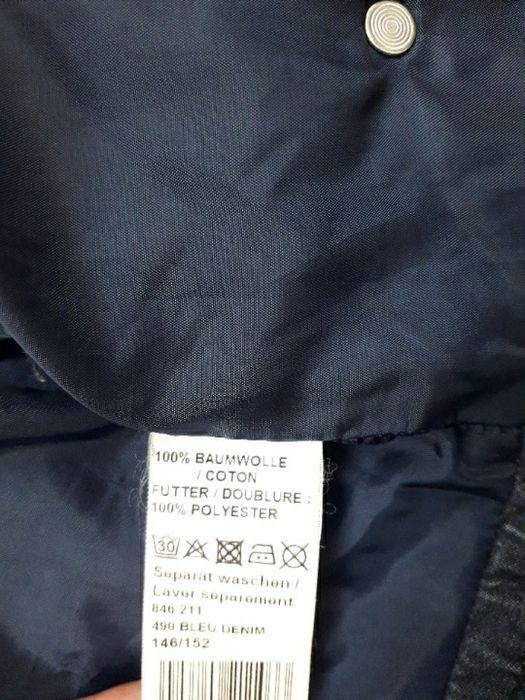 100% BAUMWOLLE
/ COTON
FUTTER / DOUBLURE :
100% POLYESTER
30
Separat waschen /
Laver séparément
846.211
490 BLEU DENIM
146/152